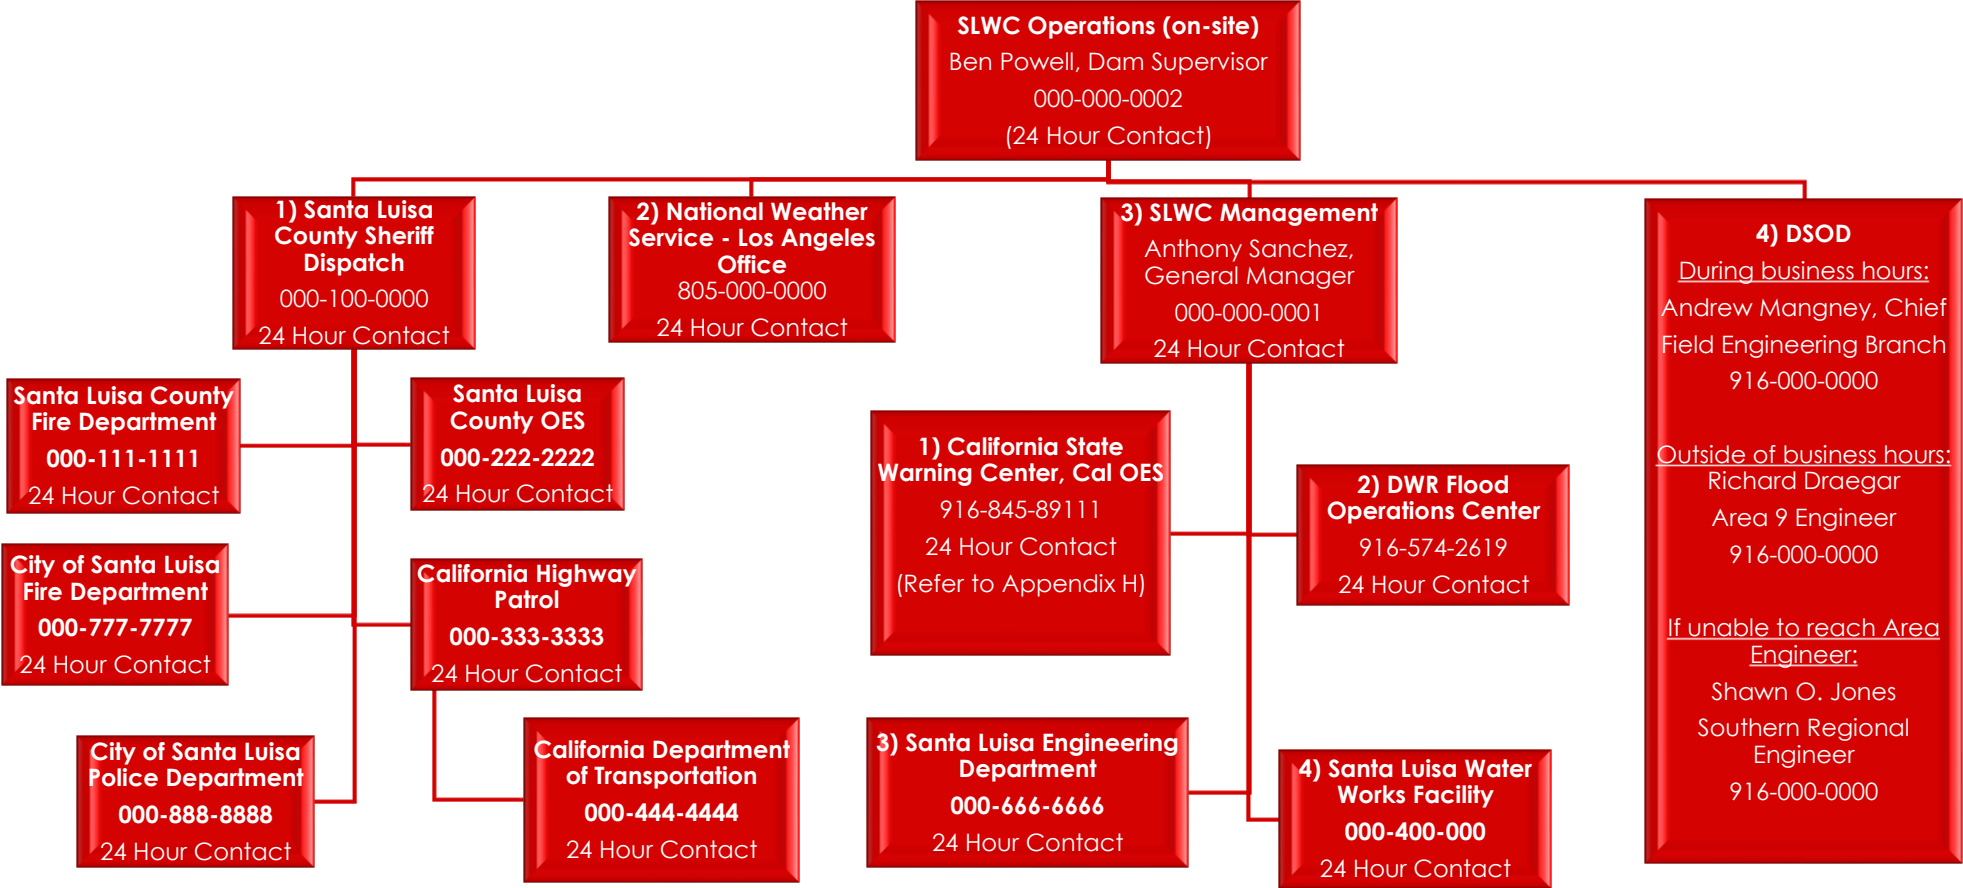 SLWC Operations (on-site)
Ben Powell, Dam Supervisor
000-000-0002
(24 Hour Contact)
1) Santa Luisa
County Sheriff
Dispatch
000-100-0000
24 Hour Contact
2) National Weather
Service - Los Angeles
Office
805-000-0000
24 Hour Contact
3) SLWC Management
Anthony Sanchez,
General Manager
000-000-0001
24 Hour Contact
4) DSOD
During business hours:
Andrew Mangney, Chief
Field Engineering Branch
916-000-0000
Outside of business hours:
Richard Draegar
Area 9 Engineer
916-000-0000
If unable to reach Area
Engineer:
Shawn O. Jones
Southern Regional
Engineer
916-000-0000
Santa Luisa County
Fire Department
000-111-1111
24 Hour Contact
Santa Luisa
County OES
000-222-2222
24 Hour Contact
City of Santa Luisa
Fire Department
000-777-7777
24 Hour Contact
California Highway
Patrol
000-333-3333
24 Hour Contact
City of Santa Luisa
Police Department
000-888-8888
24 Hour Contact
California Department
of Transportation
000-444-4444
24 Hour Contact
1) California State
Warning Center, Cal OES
916-845-89111
24 Hour Contact
(Refer to Appendix H)
2) DWR Flood
Operations Center
916-574-2619
24 Hour Contact
3) Santa Luisa Engineering
Department
000-666-6666
24 Hour Contact
4) Santa Luisa Water
Works Facility
000-400-000
24 Hour Contact